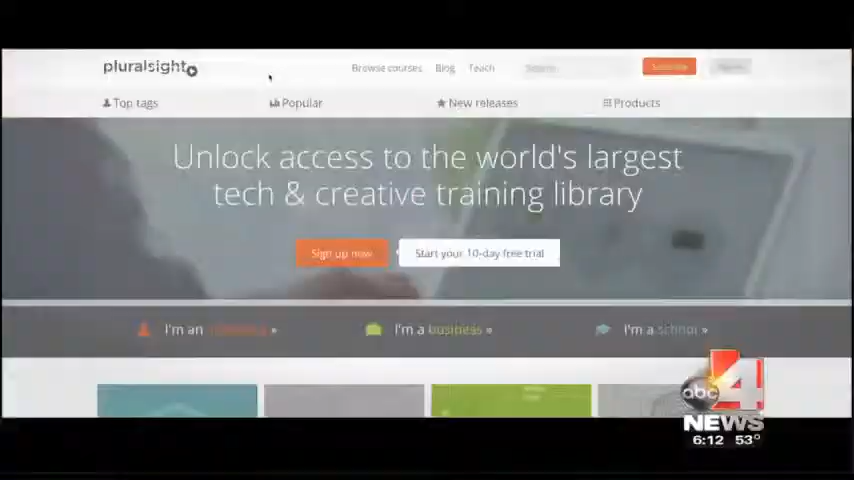 pluralsight
Browse courses Blog Teach Search
Top tags Popular New releases Products
Unlock access to the world's largest
tech & creative training library
Sign up now Start your 10-day free trial
I'm an » I'm a business » I'm a school »
abc 4
NEWS
6:12 53°